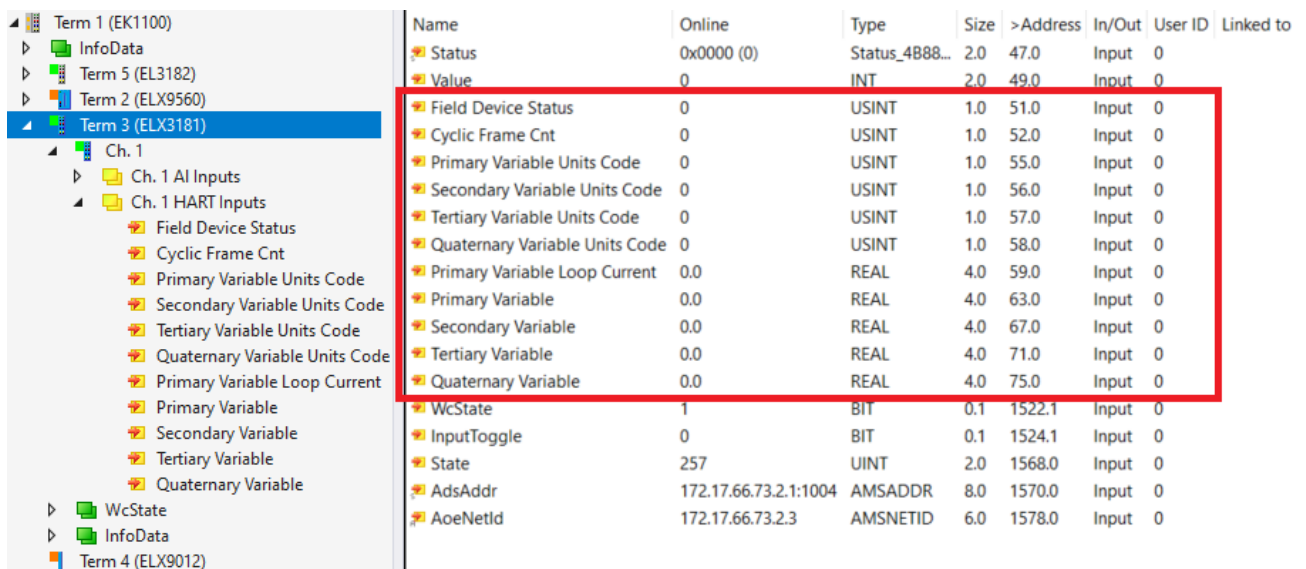 Term 1 (EK1100)
InfoData
Term 5 (EL3182)
Term 2 (ELX9560)
Term 3 (ELX3181)
Ch. 1
Ch. 1 AI Inputs
Ch. 1 HART Inputs
Field Device Status
Cyclic Frame Cnt
Primary Variable Units Code
Secondary Variable Units Code
Tertiary Variable Units Code
Quaternary Variable Units Code
Primary Variable Loop Current
Primary Variable
Secondary Variable
Tertiary Variable
Quaternary Variable
WcState
InfoData
Term 4 (ELX9012)
Name Online Type Size >Address In/Out User ID Linked to
Status 0x0000 (0) Status_4B88... 2.0 47.0 Input 0
Value 0 INT 2.0 49.0 Input 0
Field Device Status 0 USINT 1.0 51.0 Input 0
Cyclic Frame Cnt 0 USINT 1.0 52.0 Input 0
Primary Variable Units Code 0 USINT 1.0 55.0 Input 0
Secondary Variable Units Code 0 USINT 1.0 56.0 Input 0
Tertiary Variable Units Code 0 USINT 1.0 57.0 Input 0
Quaternary Variable Units Code 0 USINT 1.0 58.0 Input 0
Primary Variable Loop Current 0.0 REAL 4.0 59.0 Input 0
Primary Variable 0.0 REAL 4.0 63.0 Input 0
Secondary Variable 0.0 REAL 4.0 67.0 Input 0
Tertiary Variable 0.0 REAL 4.0 71.0 Input 0
Quaternary Variable 0.0 REAL 4.0 75.0 Input 0
WcState 1 BIT 0.1 1522.1 Input 0
InputToggle 0 BIT 0.1 1524.1 Input 0
State 257 UINT 2.0 1568.0 Input 0
AdsAddr 172.17.66.73.2.1:1004 AMSADDR 8.0 1570.0 Input 0
AoeNetId 172.17.66.73.2.3 AMSNETID 6.0 1578.0 Input 0